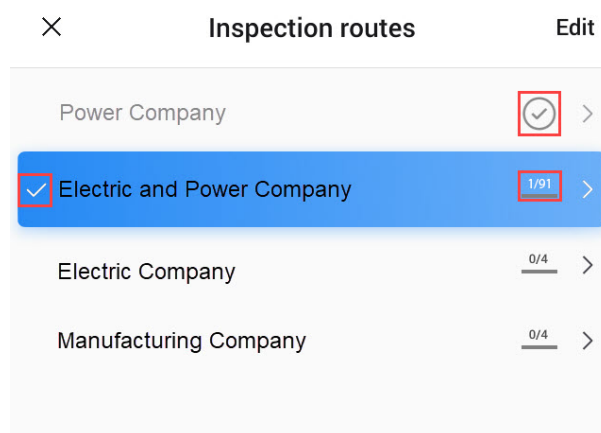 Inspection routes Edit
Power Company
Electric and Power Company 1/91
Electric Company 0/4
Manufacturing Company 0/4